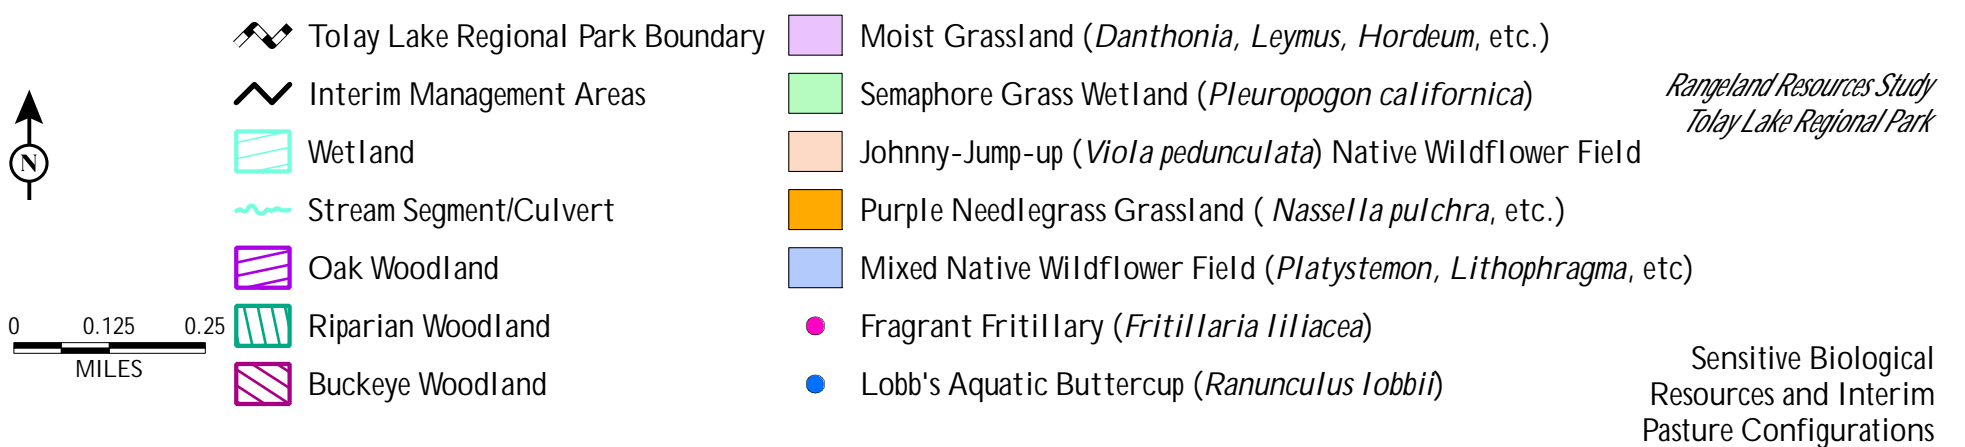 N
0 0.125 0.25
MILES
Tolay Lake Regional Park Boundary
Interim Management Areas
Wetland
Stream Segment/Culvert
Oak Woodland
Riparian Woodland
Buckeye Woodland
Moist Grassland (Danthonia, Leymus, Hordeum, etc.)
Semaphore Grass Wetland (Pleuropogon californica)
Johnny-Jump-up (Viola pedunculata) Native Wildflower Field
Purple Needlegrass Grassland ( Nassella pulchra, etc.)
Mixed Native Wildflower Field (Platystemon, Lithophragma, etc)
Fragrant Fritillary (Fritillaria liliacea)
Lobb's Aquatic Buttercup (Ranunculus lobbii)
Rangeland Resources Study
Tolay Lake Regional Park
Sensitive Biological
Resources and Interim
Pasture Configurations